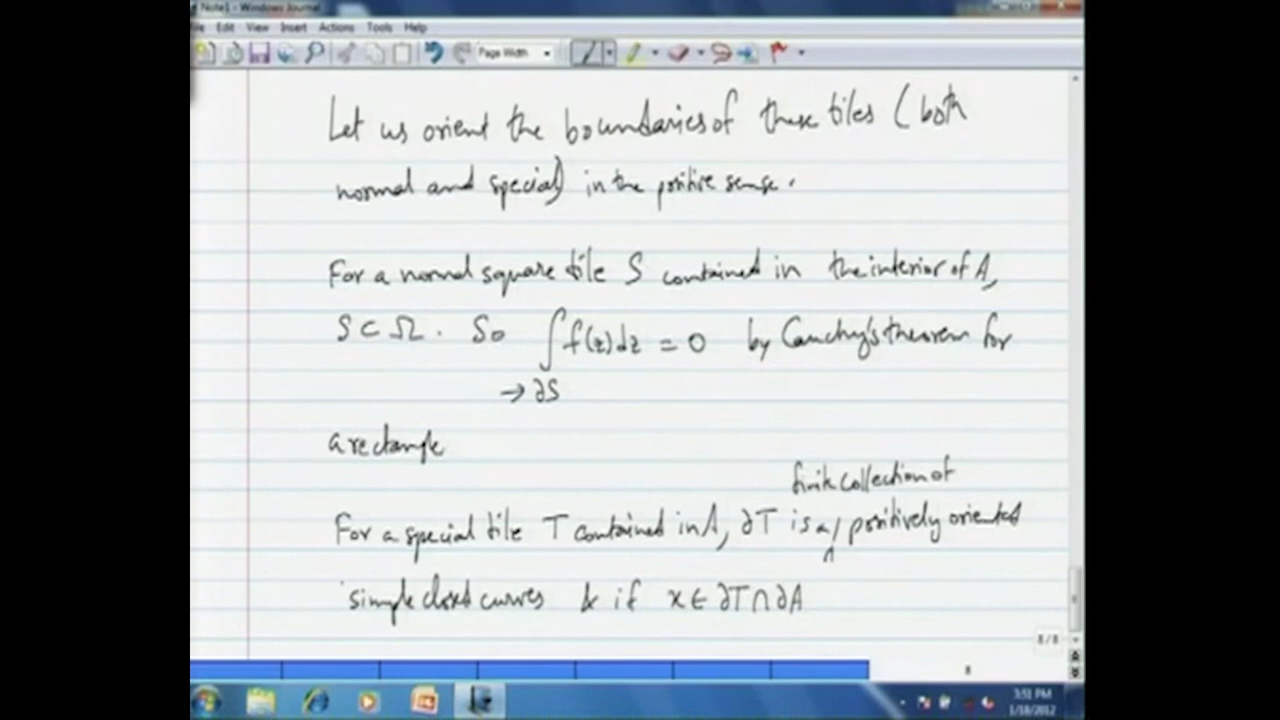 Note1 - Windows Journal
File Edit View Insert Actions Tools Help
Page Width
Let us orient the boundaries of these tiles (both
normal and special) in the positive sense.
For a normal square tile S contained in the interior of A,
S ⊂ Ω. So ∫ f(z)dz = 0 by Cauchy's theorem for
→ ∂S
a rectangle
finite collection of
For a special tile T contained in A, ∂T is a positively oriented
simple closed curves & if x ∈ ∂T ∩ ∂A
8/8
8
3:51 PM
1/18/2012